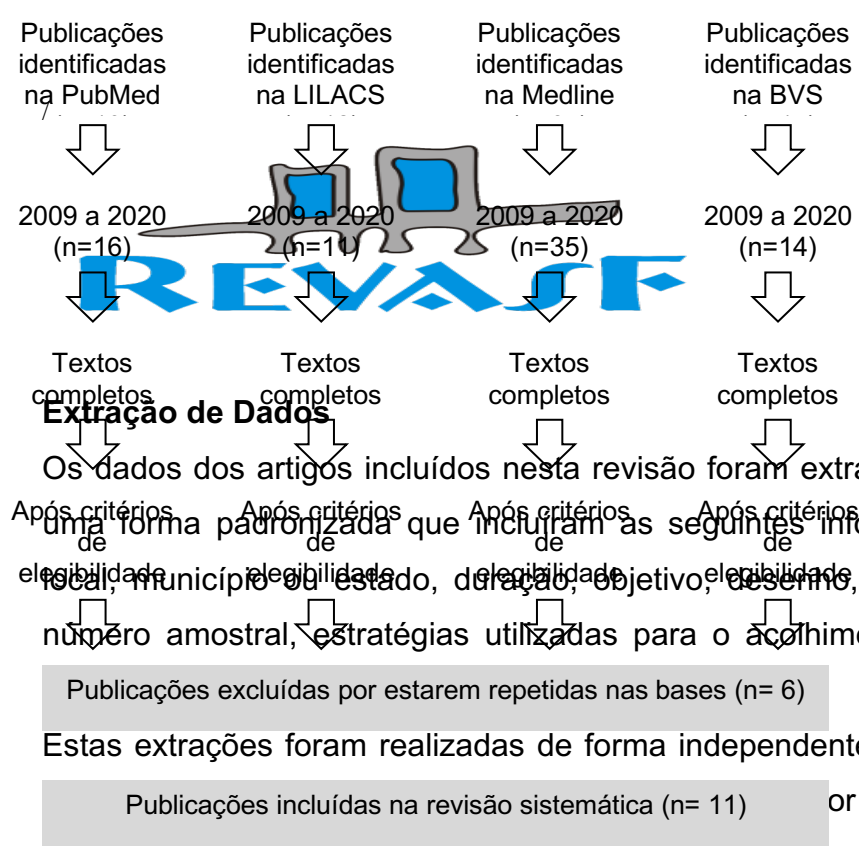 Publicações identificadas na PubMed
Publicações identificadas na LILACS
Publicações identificadas na Medline
Publicações identificadas na BVS
2009 a 2020 (n=16)
2009 a 2020 (n=11)
2009 a 2020 (n=35)
2009 a 2020 (n=14)
REVASF
Textos completos
Textos completos
Textos completos
Textos completos
Extração de Dados
Os dados dos artigos incluídos nesta revisão foram
uma forma padronizada que incluíram as seguintes
Após critérios de elegibilidade
Após critérios de elegibilidade
Após critérios de elegibilidade
Após critérios de elegibilidade
local, município ou estado, duração, objetivo, desenho,
número amostral, estratégias utilizadas para o
Publicações excluídas por estarem repetidas nas bases (n= 6)
Estas extrações foram realizadas de forma
Publicações incluídas na revisão sistemática (n= 11)